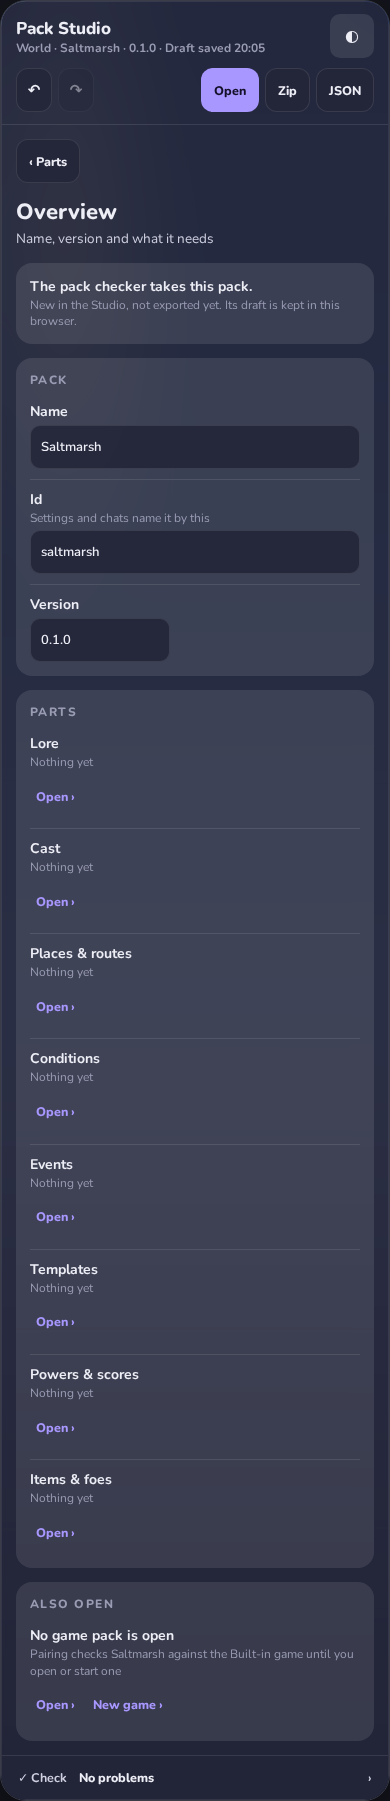 Pack Studio
World · Saltmarsh · 0.1.0 · Draft saved 20:05
Open
Zip
JSON
‹ Parts
Overview
Name, version and what it needs
The pack checker takes this pack.
New in the Studio, not exported yet. Its draft is kept in this
browser.
PACK
Name
Saltmarsh
Id
Settings and chats name it by this
saltmarsh
Version
0.1.0
PARTS
Lore
Nothing yet
Open ›
Cast
Nothing yet
Open ›
Places & routes
Nothing yet
Open ›
Conditions
Nothing yet
Open ›
Events
Nothing yet
Open ›
Templates
Nothing yet
Open ›
Powers & scores
Nothing yet
Open ›
Items & foes
Nothing yet
Open ›
ALSO OPEN
No game pack is open
Pairing checks Saltmarsh against the Built-in game until you
open or start one
Open › New game ›
✓ Check No problems ›